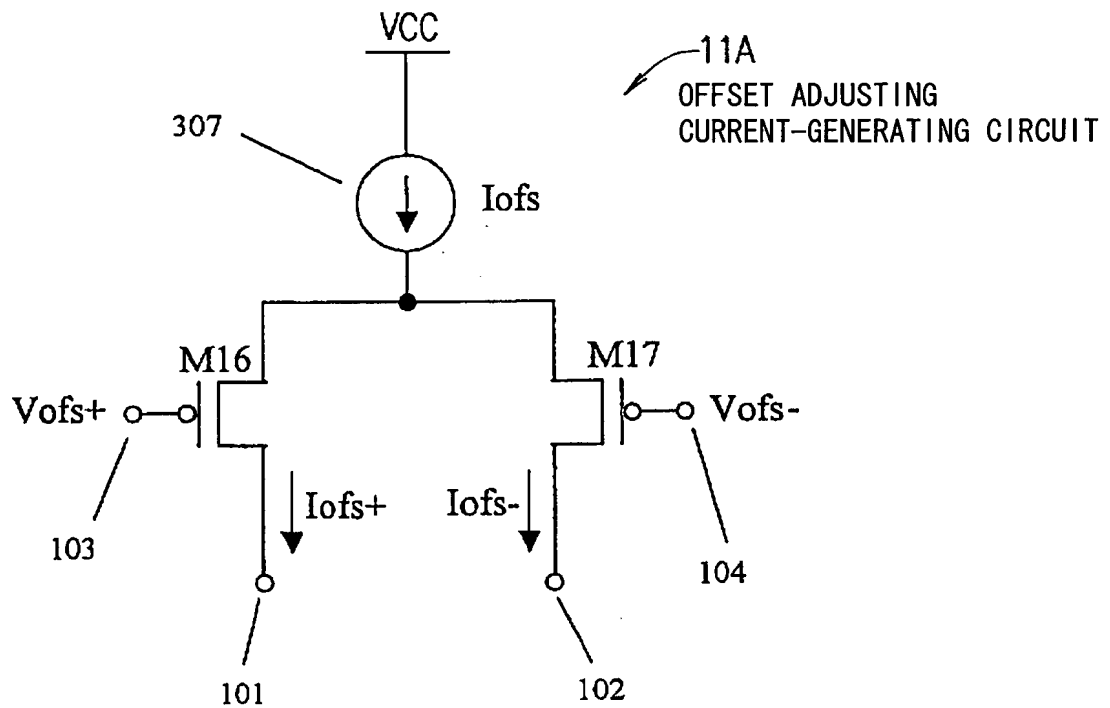 VCC
11A
OFFSET ADJUSTING
CURRENT-GENERATING CIRCUIT
307
Iofs
M16
M17
Vofs+
Vofs-
Iofs+
Iofs-
103
104
101
102